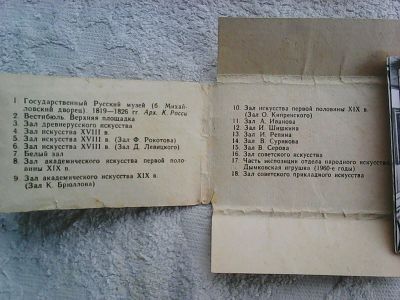 1 Государственный Русский музей (б. Михай-
ловский дворец). 1819—1826 гг. Арх. К. Росси
2 Вестибюль. Верхняя площадка
3 Зал древнерусского искусства
4 Зал искусства XVIII в.
5 Зал искусства XVIII в. (Зал Ф. Рокотова)
6 Зал искусства XVIII в. (Зал Д. Левицкого)
7 Белый зал
8 Зал академического искусства первой поло-
вины XIX в.
9 Зал академического искусства XIX в.
(Зал К. Брюллова)
10. Зал искусства первой половины XIX в.
(Зал О. Кипренского)
11. Зал А. Иванова
12. Зал И. Шишкина
13. Зал И. Репина
14. Зал В. Сурикова
15. Зал В. Серова
16. Зал советского искусства
17. Часть экспозиции отдела народного искусства
Дымковская игрушка (1960-е годы)
18. Зал советского прикладного искусства